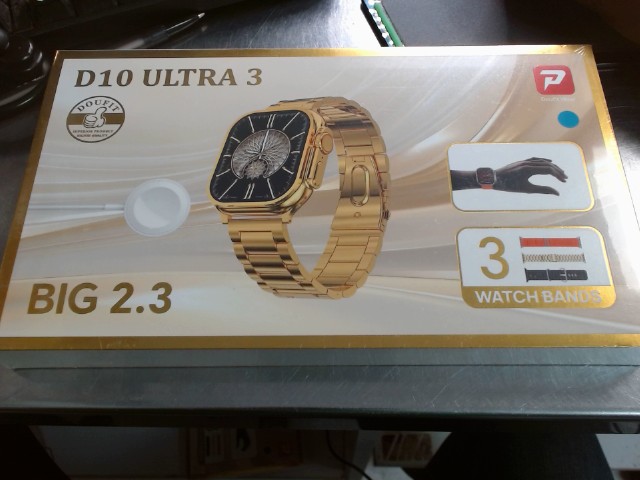 D10 ULTRA 3
DOUFIT
BIG 2.3
3
WATCH BANDS